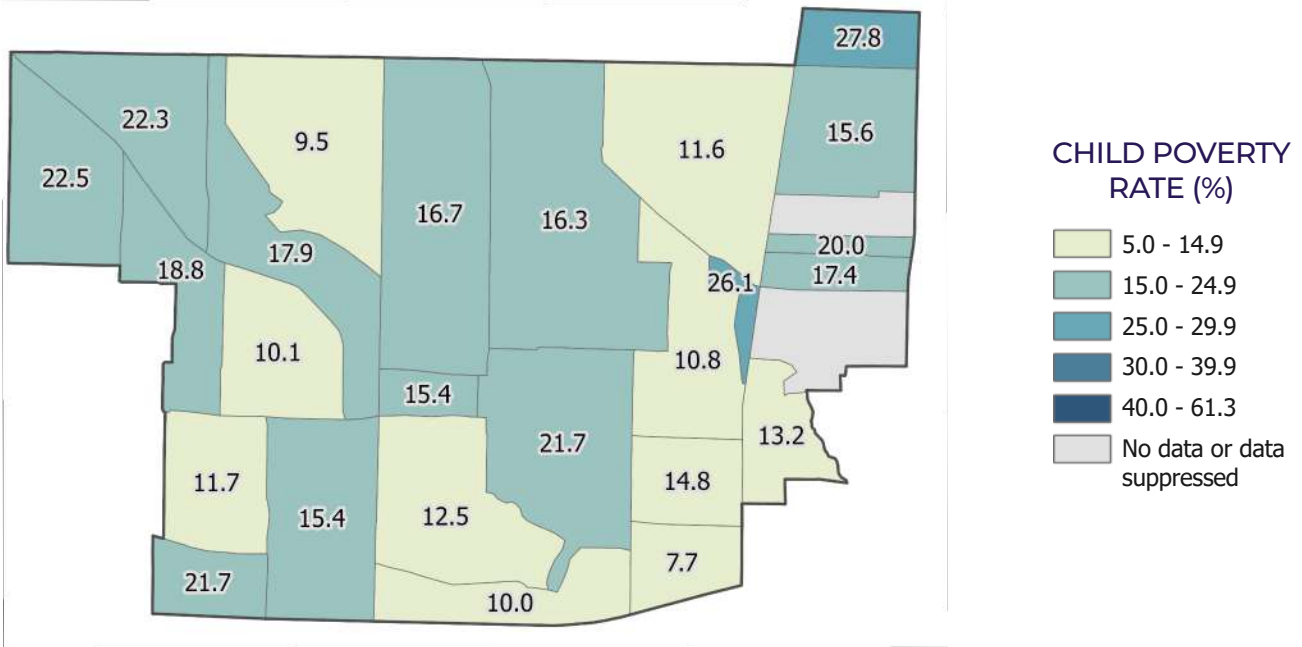 27.8
22.3
9.5
11.6
15.6
22.5
16.7
16.3
20.0
17.9
18.8
26.1
17.4
10.1
10.8
15.4
21.7
13.2
11.7
14.8
15.4
12.5
7.7
21.7
10.0
CHILD POVERTY
RATE (%)
5.0 - 14.9
15.0 - 24.9
25.0 - 29.9
30.0 - 39.9
40.0 - 61.3
No data or data
suppressed